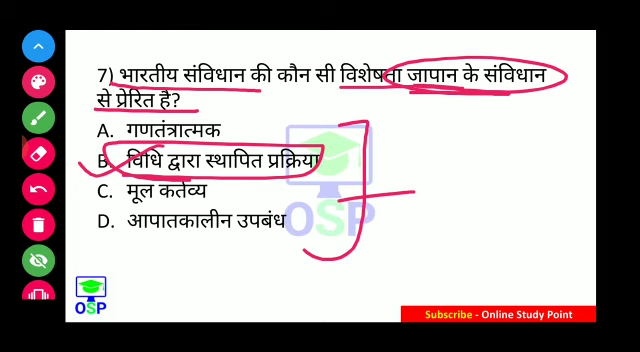 7) भारतीय संविधान की कौन सी विशेषता जापान के संविधान
से प्रेरित है?
A. गणतंत्रात्मक
B. विधि द्वारा स्थापित प्रक्रिया
C. मूल कर्तव्य
D. आपातकालीन उपबंध
OSP
OSP
Subscribe - Online Study Point